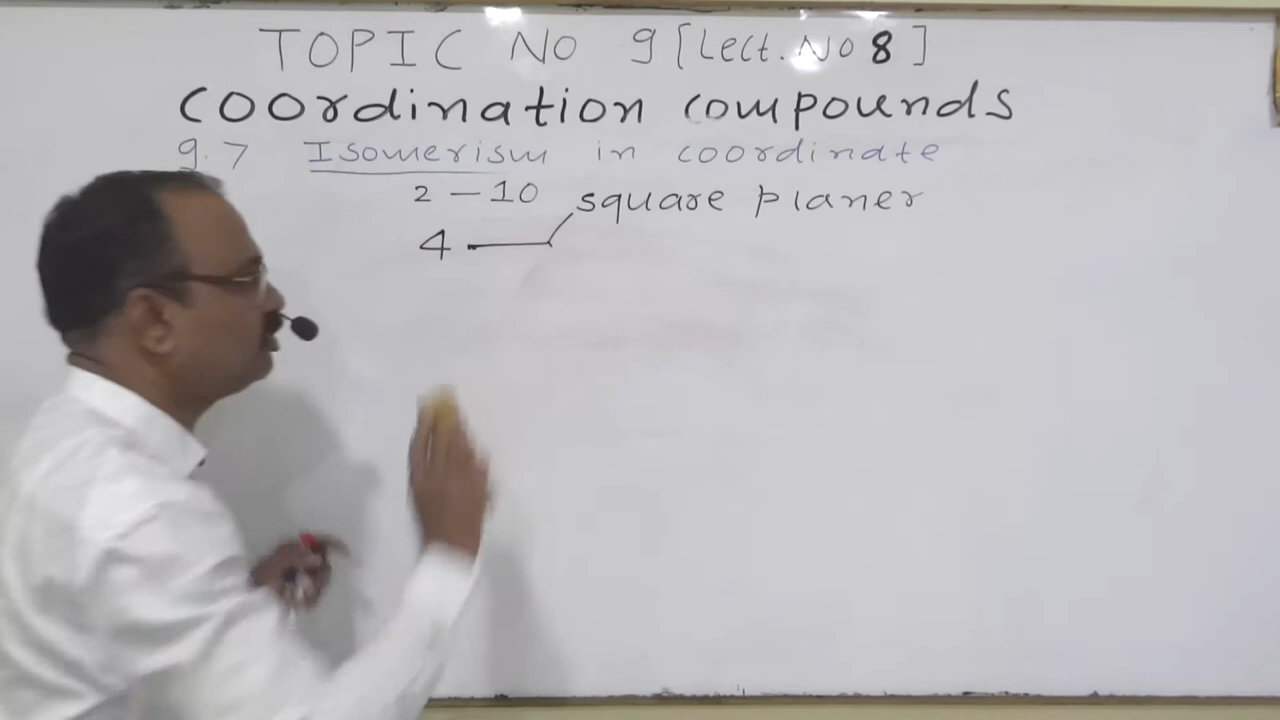 TOPIC NO 9 [Lect. NO 8]
Coordination compounds
9.7 Isomerism in coordinate
2 – 10 square planer
4